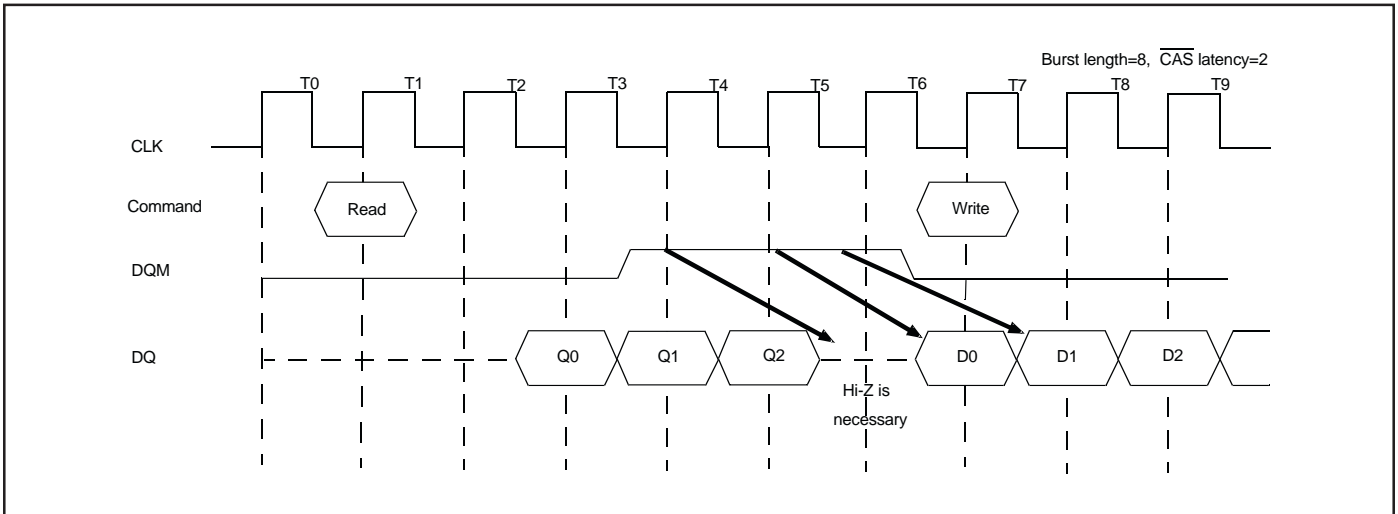 Burst length=8, CAS latency=2
T0 T1 T2 T3 T4 T5 T6 T7 T8 T9
CLK
Command Read Write
DQM
DQ Q0 Q1 Q2 D0 D1 D2
Hi-Z is
necessary